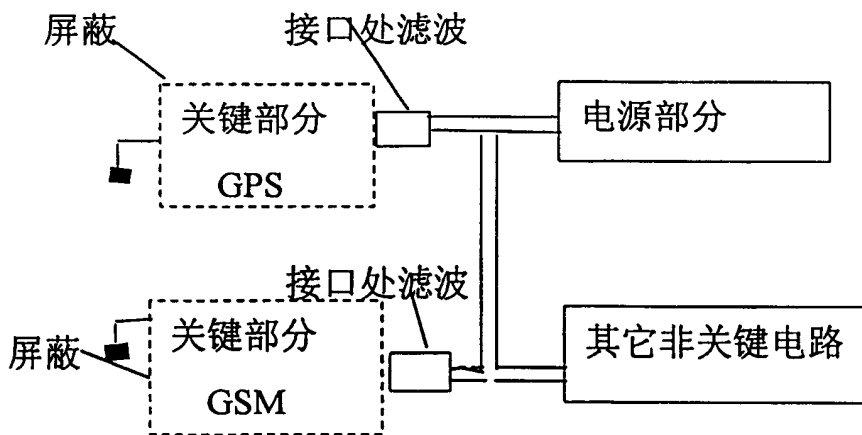 屏蔽
接口处滤波
关键部分
GPS
电源部分
接口处滤波
屏蔽
关键部分
GSM
其它非关键电路